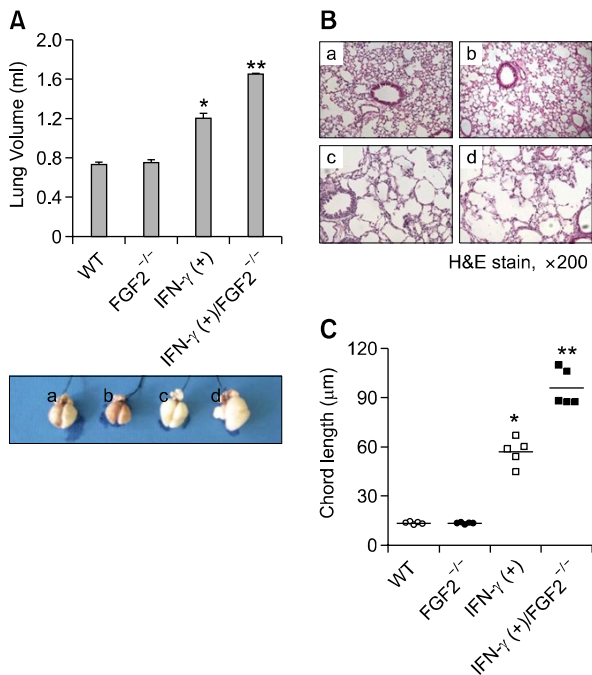 A
Lung Volume (ml)
2.0
1.6
1.2
0.8
0.4
0
*
**
WT
FGF2⁻/⁻
IFN-γ (+)
IFN-γ (+)/FGF2⁻/⁻
a b c d
B
a b
c d
H&E stain, ×200
C
Chord length (μm)
120
90
60
30
0
*
**
WT
FGF2⁻/⁻
IFN-γ (+)
IFN-γ (+)/FGF2⁻/⁻